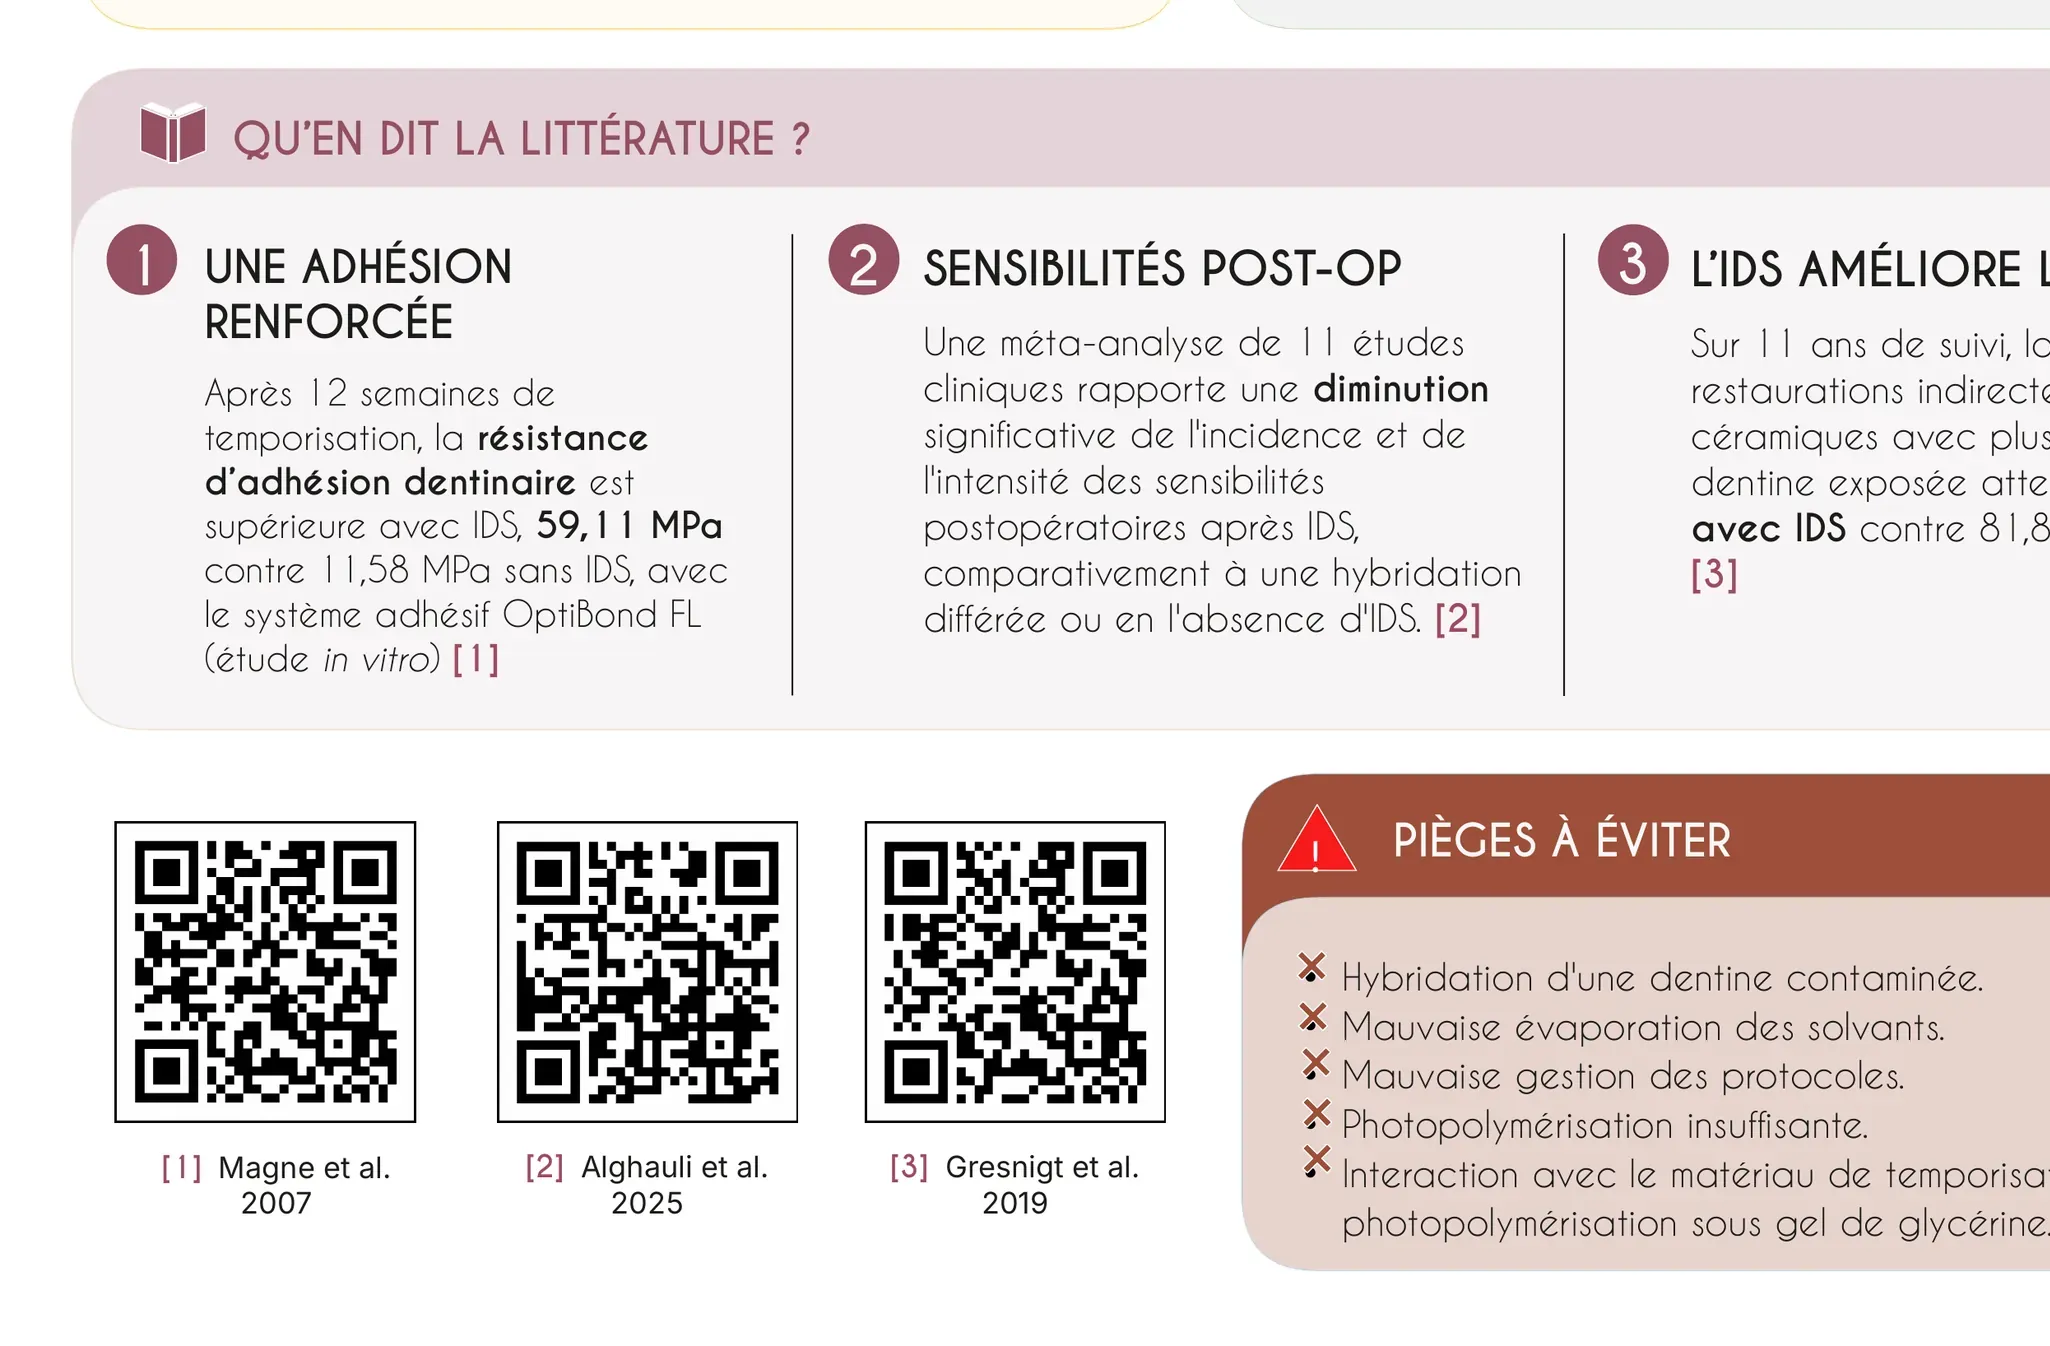 QU'EN DIT LA LITTÉRATURE ?
1 UNE ADHÉSION
RENFORCÉE
Après 12 semaines de
temporisation, la résistance
d'adhésion dentinaire est
supérieure avec IDS, 59,11 MPa
contre 11,58 MPa sans IDS, avec
le système adhésif OptiBond FL
(étude in vitro) [1]
2 SENSIBILITÉS POST-OP
Une méta-analyse de 11 études
cliniques rapporte une diminution
significative de l'incidence et de
l'intensité des sensibilités
postopératoires après IDS,
comparativement à une hybridation
différée ou en l'absence d'IDS. [2]
3 L'IDS AMÉLIORE
Sur 11 ans de suivi,
restaurations
céramiques avec
dentine exposée
avec IDS contre
[3]
[1] Magne et al.
2007
[2] Alghauli et al.
2025
[3] Gresnigt et al.
2019
PIÈGES À ÉVITER
Hybridation d'une dentine contaminée.
Mauvaise évaporation des solvants.
Mauvaise gestion des protocoles.
Photopolymérisation insuffisante.
Interaction avec le matériau de
photopolymérisation sous gel de glycérine.